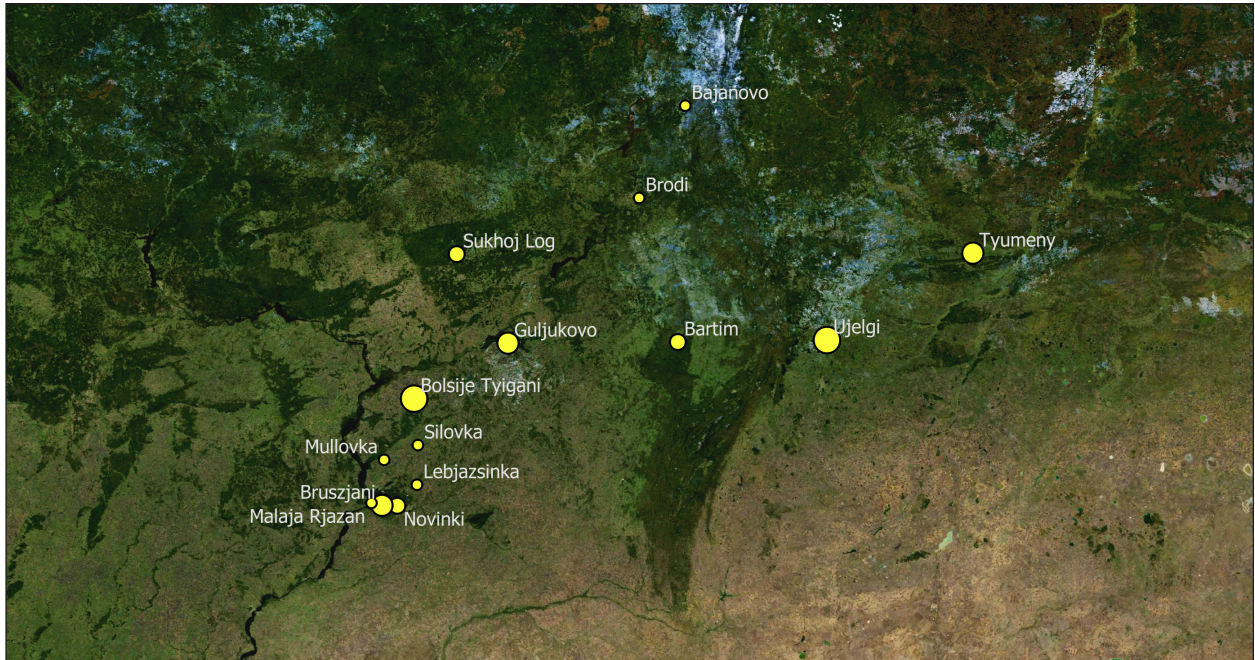 Bajanovo
Brodi
Sukhoj Log
Tyumeny
Guljukovo
Bartim
Ujelgi
Bolsije Tyigani
Silovka
Mullovka
Lebjazsinka
Bruszjani
Malaja Rjazan
Novinki